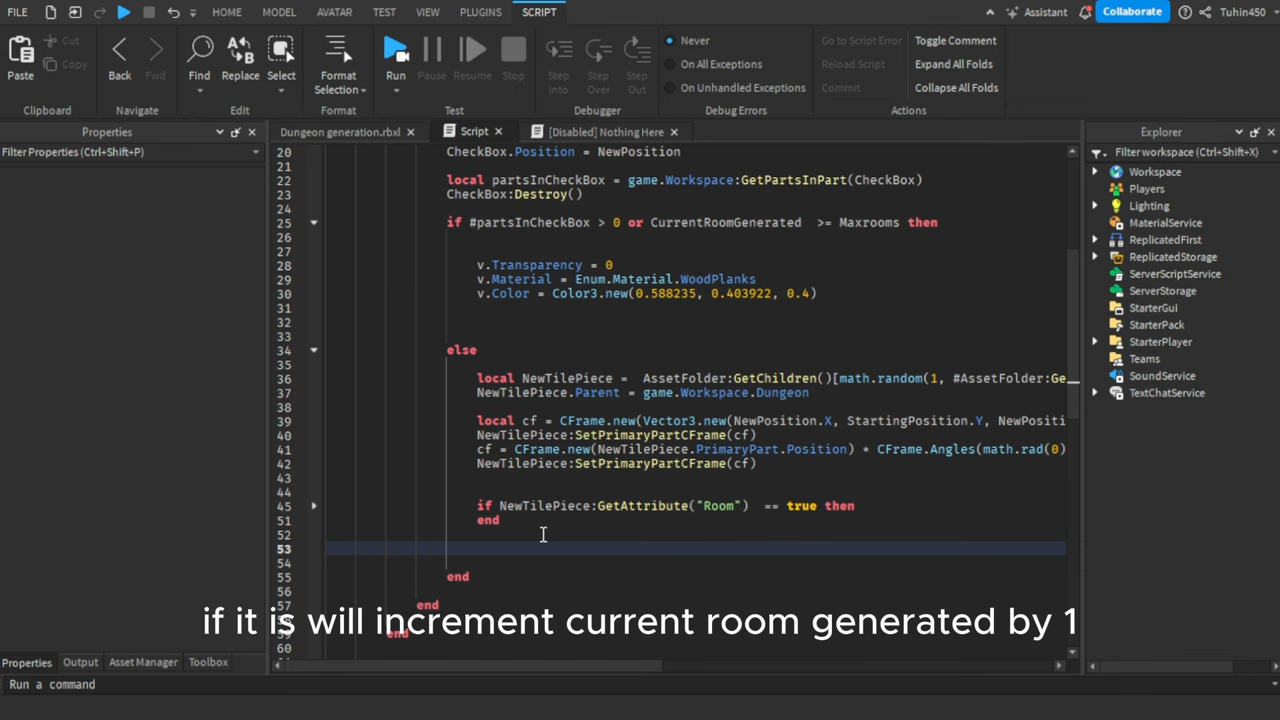 FILE HOME MODEL AVATAR TEST VIEW PLUGINS SCRIPT Assistant Collaborate Tuhin450
Paste Cut Copy Back Fwd Find Replace Select Format Selection Run Pause Resume Stop Step Into Step Over Step Out
Never Go to Script Error Toggle Comment
On All Exceptions Reload Script Expand All Folds
On Unhandled Exceptions Commit Collapse All Folds
Clipboard Navigate Edit Format Test Debugger Debug Errors Actions
Properties Dungeon generation.rbxl Script [Disabled] Nothing Here Explorer
Filter Properties (Ctrl+Shift+P) Filter workspace (Ctrl+Shift+X)
20 CheckBox.Position = NewPosition
21
22 local partsInCheckBox = game.Workspace:GetPartsInPart(CheckBox)
23 CheckBox:Destroy()
24
25 if #partsInCheckBox > 0 or CurrentRoomGenerated >= Maxrooms then
26
27
28 v.Transparency = 0
29 v.Material = Enum.Material.WoodPlanks
30 v.Color = Color3.new(0.588235, 0.403922, 0.4)
31
32
33
34 else
35
36 local NewTilePiece = AssetFolder:GetChildren()[math.random(1, #AssetFolder:Ge
37 NewTilePiece.Parent = game.Workspace.Dungeon
38
39 local cf = CFrame.new(Vector3.new(NewPosition.X, StartingPosition.Y, NewPositi
40 NewTilePiece:SetPrimaryPartCFrame(cf)
41 cf = CFrame.new(NewTilePiece.PrimaryPart.Position) * CFrame.Angles(math.rad(0)
42 NewTilePiece:SetPrimaryPartCFrame(cf)
43
44
45 if NewTilePiece:GetAttribute("Room") == true then
51 end
52
53
54
55 end
56
57 end
end
60
if it is will increment current room generated by 1
Workspace
Players
Lighting
MaterialService
ReplicatedFirst
ReplicatedStorage
ServerScriptService
ServerStorage
StarterGui
StarterPack
StarterPlayer
Teams
SoundService
TextChatService
Properties Output Asset Manager Toolbox
Run a command